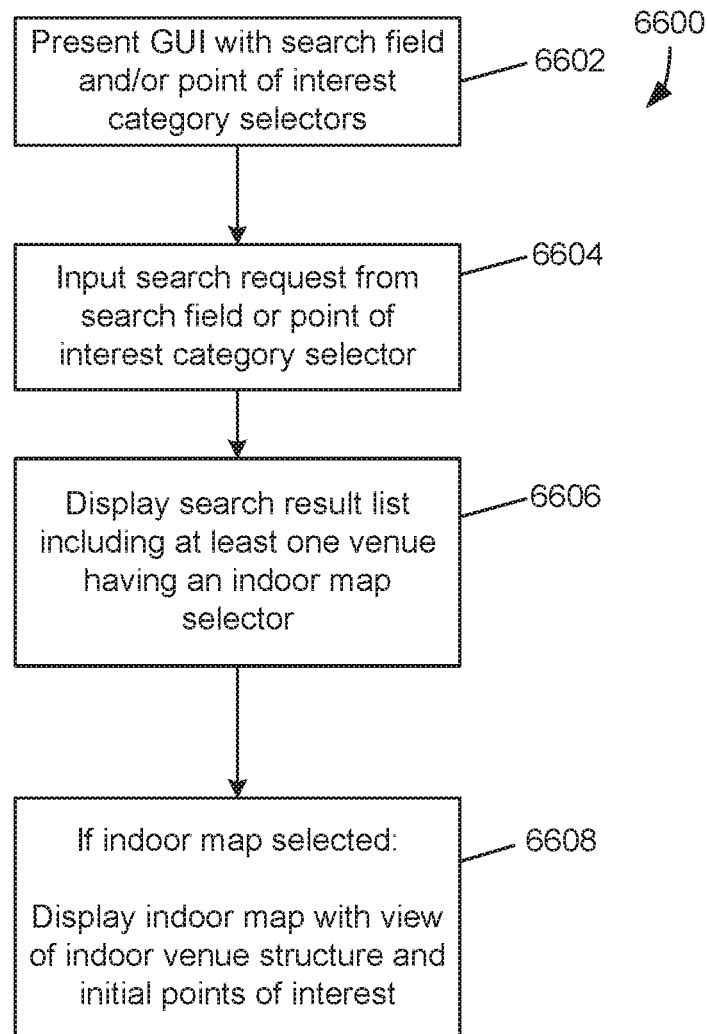 6600
Present GUI with search field
and/or point of interest
category selectors
6602
Input search request from
search field or point of
interest category selector
6604
Display search result list
including at least one venue
having an indoor map
selector
6606
If indoor map selected:
Display indoor map with view
of indoor venue structure and
initial points of interest
6608